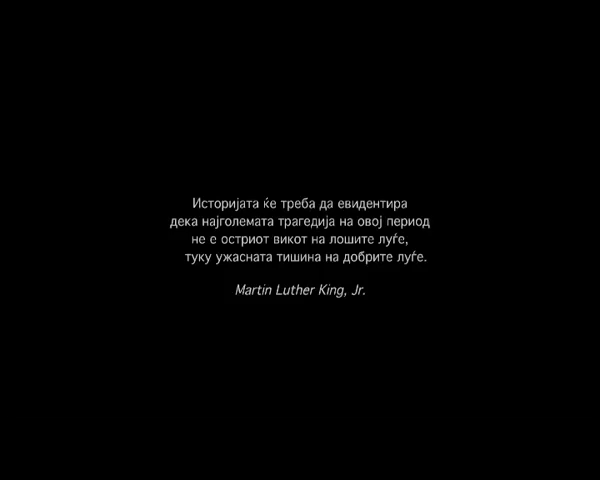 Историјата ќе треба да евидентира
дека најголемата трагедија на овој период
не е остриот викот на лошите луѓе,
туку ужасната тишина на добрите луѓе.
Martin Luther King, Jr.